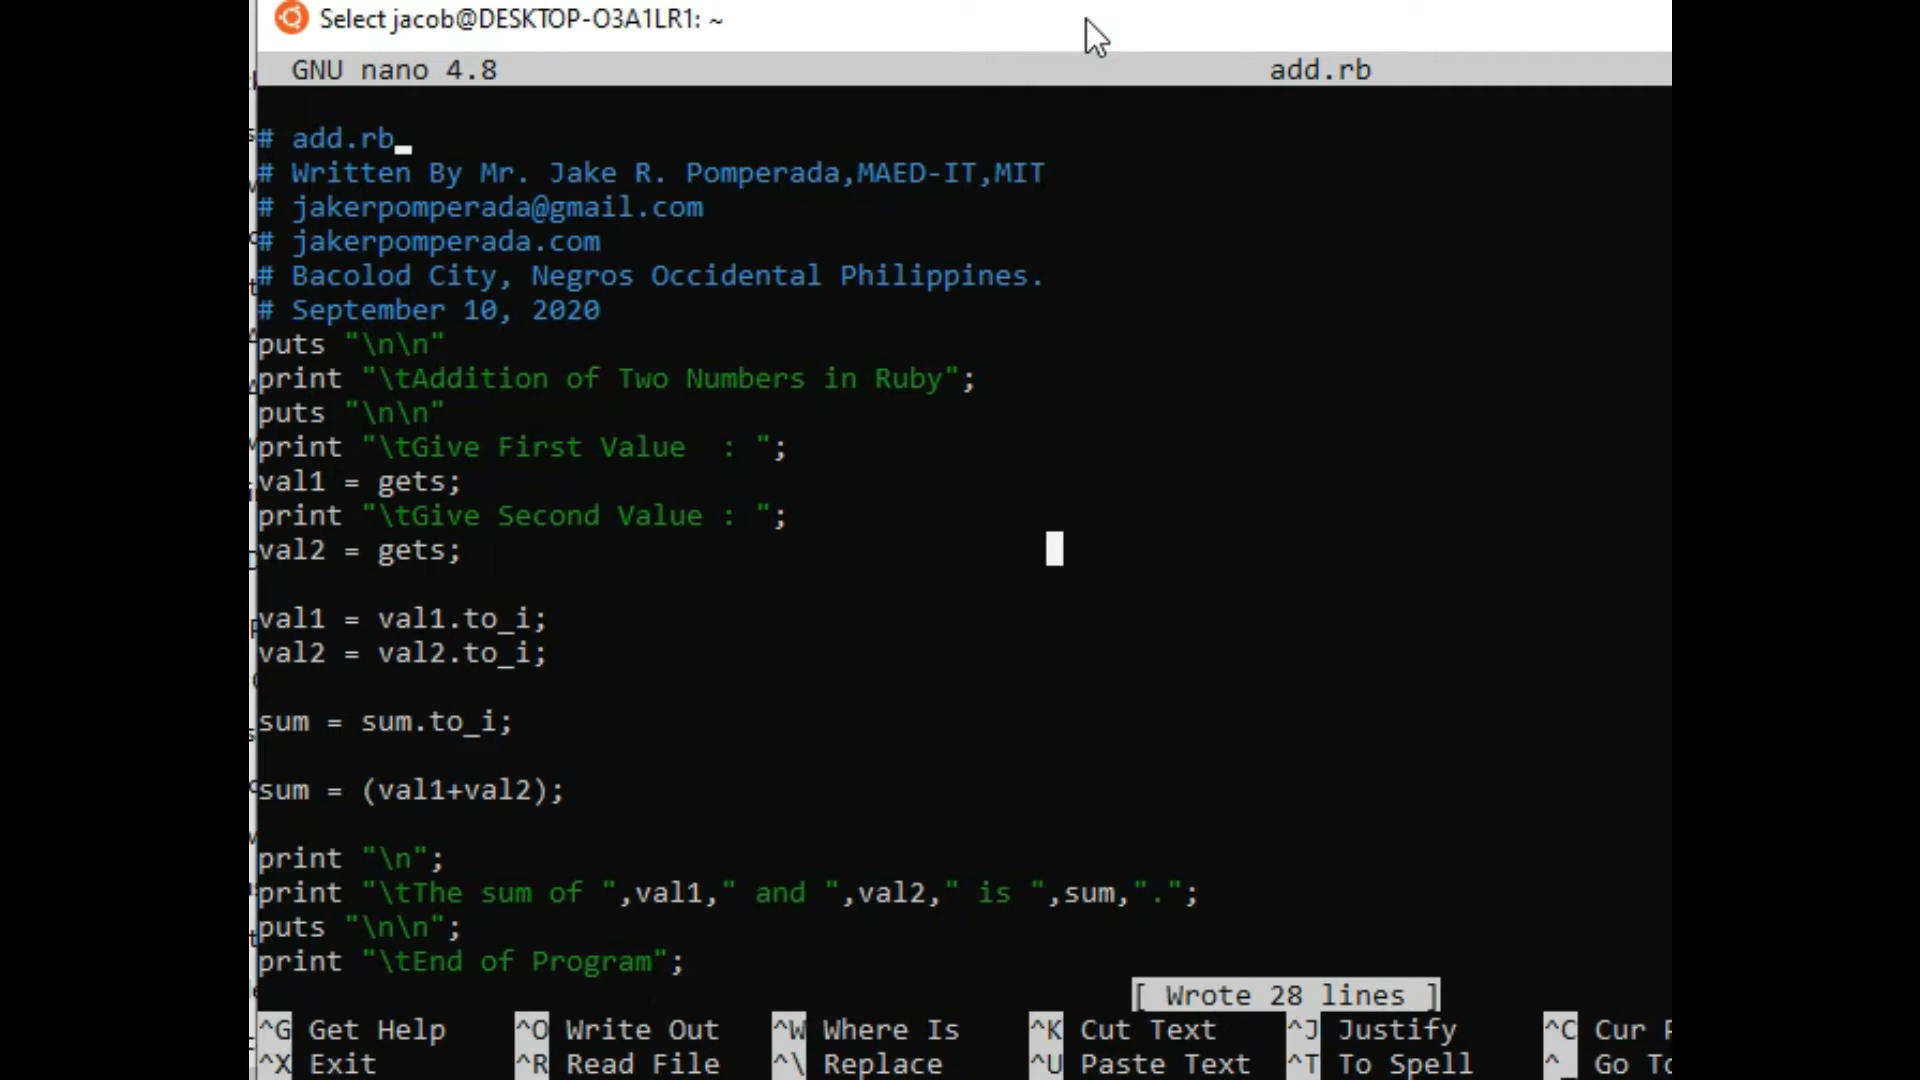 Select jacob@DESKTOP-O3A1LR1: ~
GNU nano 4.8 add.rb
# add.rb
# Written By Mr. Jake R. Pomperada,MAED-IT,MIT
# jakerpomperada@gmail.com
# jakerpomperada.com
# Bacolod City, Negros Occidental Philippines.
# September 10, 2020
puts "\n\n"
print "\tAddition of Two Numbers in Ruby";
puts "\n\n"
print "\tGive First Value  : ";
val1 = gets;
print "\tGive Second Value : ";
val2 = gets;
val1 = val1.to_i;
val2 = val2.to_i;
sum = sum.to_i;
sum = (val1+val2);
print "\n";
print "\tThe sum of ",val1," and ",val2," is ",sum,".";
puts "\n\n";
print "\tEnd of Program";
[ Wrote 28 lines ]
^G Get Help ^O Write Out ^W Where Is ^K Cut Text ^J Justify ^C Cur
^X Exit ^R Read File ^\ Replace ^U Paste Text ^T To Spell ^_ Go To